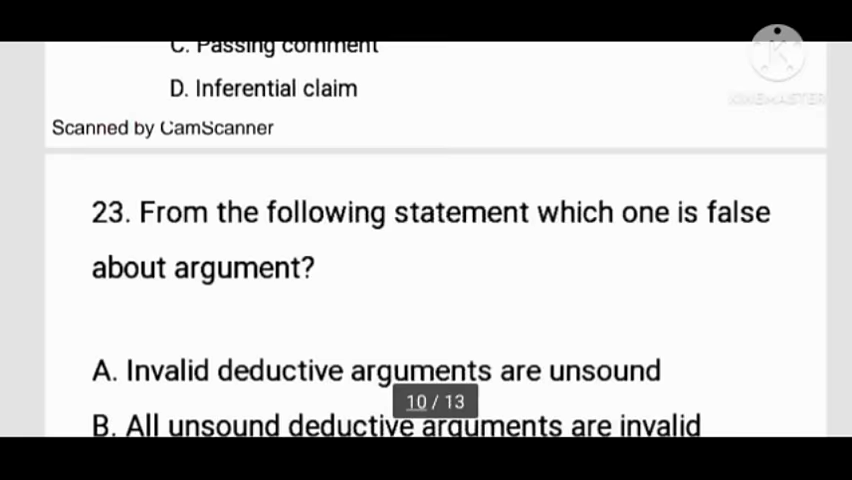 C. Passing comment
D. Inferential claim
KINEMASTER
Scanned by CamScanner
23. From the following statement which one is false
about argument?
A. Invalid deductive arguments are unsound
10 / 13
B. All unsound deductive arguments are invalid